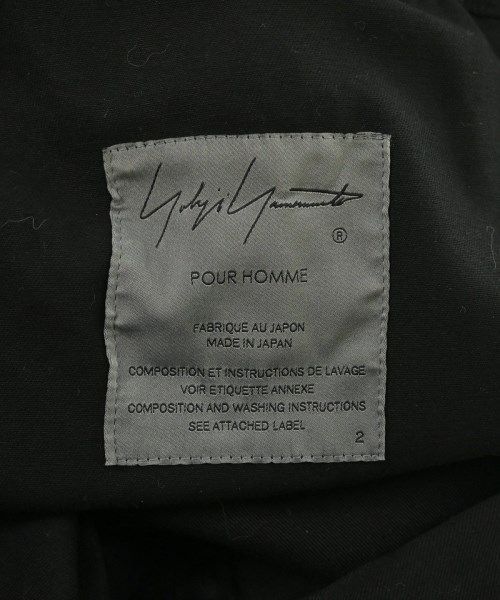 Yohji Yamamoto
®
POUR HOMME
FABRIQUE AU JAPON
MADE IN JAPAN
COMPOSITION ET INSTRUCTIONS DE LAVAGE
VOIR ETIQUETTE ANNEXE
COMPOSITION AND WASHING INSTRUCTIONS
SEE ATTACHED LABEL
2